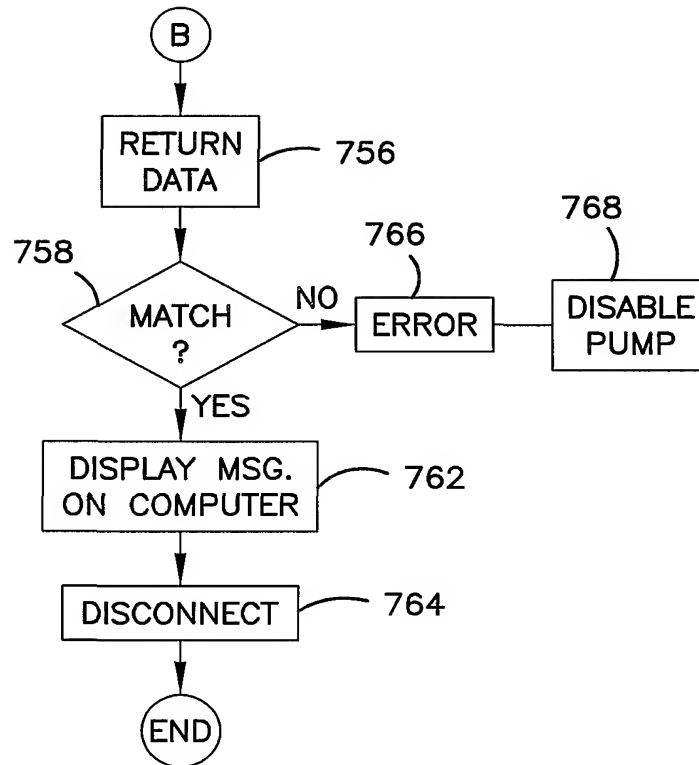 B
RETURN
DATA
756
758
MATCH
?
NO
766
ERROR
768
DISABLE
PUMP
YES
DISPLAY MSG.
ON COMPUTER
762
DISCONNECT
764
END